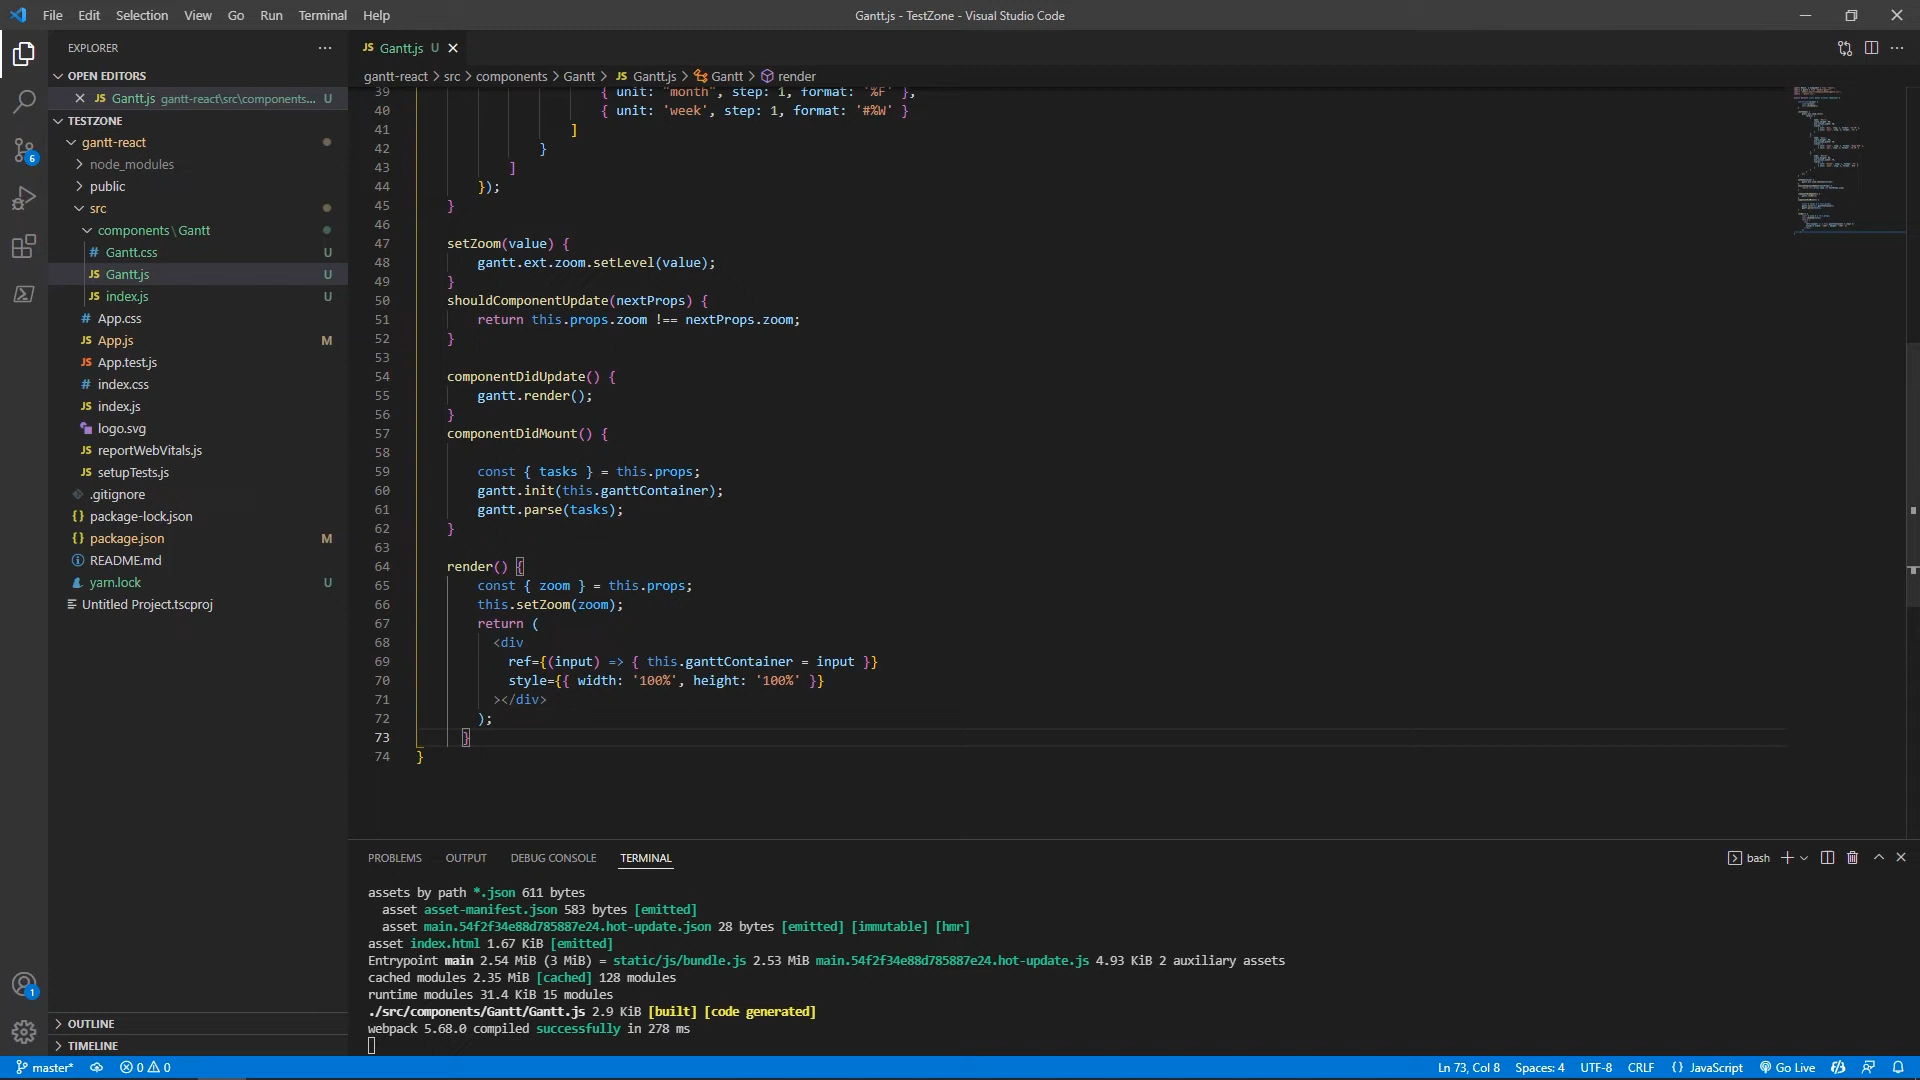 File Edit Selection View Go Run Terminal Help
Gantt.js - TestZone - Visual Studio Code
EXPLORER
OPEN EDITORS
JS Gantt.js gantt-react\src\components... U
TESTZONE
gantt-react
node_modules
public
src
components\Gantt
# Gantt.css U
JS Gantt.js U
JS index.js U
# App.css
JS App.js M
JS App.test.js
# index.css
JS index.js
logo.svg
JS reportWebVitals.js
JS setupTests.js
.gitignore
{} package-lock.json
{} package.json M
README.md
yarn.lock U
Untitled Project.tscproj
OUTLINE
TIMELINE
6
1
JS Gantt.js U
gantt-react > src > components > Gantt > JS Gantt.js > Gantt > render
39 { unit: "month", step: 1, format: '%F' },
40 { unit: 'week', step: 1, format: '#%W' }
41 ]
42 }
43 ]
44 });
45 }
46
47 setZoom(value) {
48 gantt.ext.zoom.setLevel(value);
49 }
50 shouldComponentUpdate(nextProps) {
51 return this.props.zoom !== nextProps.zoom;
52 }
53
54 componentDidUpdate() {
55 gantt.render();
56 }
57 componentDidMount() {
58
59 const { tasks } = this.props;
60 gantt.init(this.ganttContainer);
61 gantt.parse(tasks);
62 }
63
64 render() {
65 const { zoom } = this.props;
66 this.setZoom(zoom);
67 return (
68 <div
69 ref={(input) => { this.ganttContainer = input }}
70 style={{ width: '100%', height: '100%' }}
71 ></div>
72 );
73 }
74 }
PROBLEMS OUTPUT DEBUG CONSOLE TERMINAL
bash
assets by path *.json 611 bytes
asset asset-manifest.json 583 bytes [emitted]
asset main.54f2f34e88d785887e24.hot-update.json 28 bytes [emitted] [immutable] [hmr]
asset index.html 1.67 KiB [emitted]
Entrypoint main 2.54 MiB (3 MiB) = static/js/bundle.js 2.53 MiB main.54f2f34e88d785887e24.hot-update.js 4.93 KiB 2 auxiliary assets
cached modules 2.35 MiB [cached] 128 modules
runtime modules 31.4 KiB 15 modules
./src/components/Gantt/Gantt.js 2.9 KiB [built] [code generated]
webpack 5.68.0 compiled successfully in 278 ms
master* 0 0
Ln 73, Col 8 Spaces: 4 UTF-8 CRLF {} JavaScript Go Live